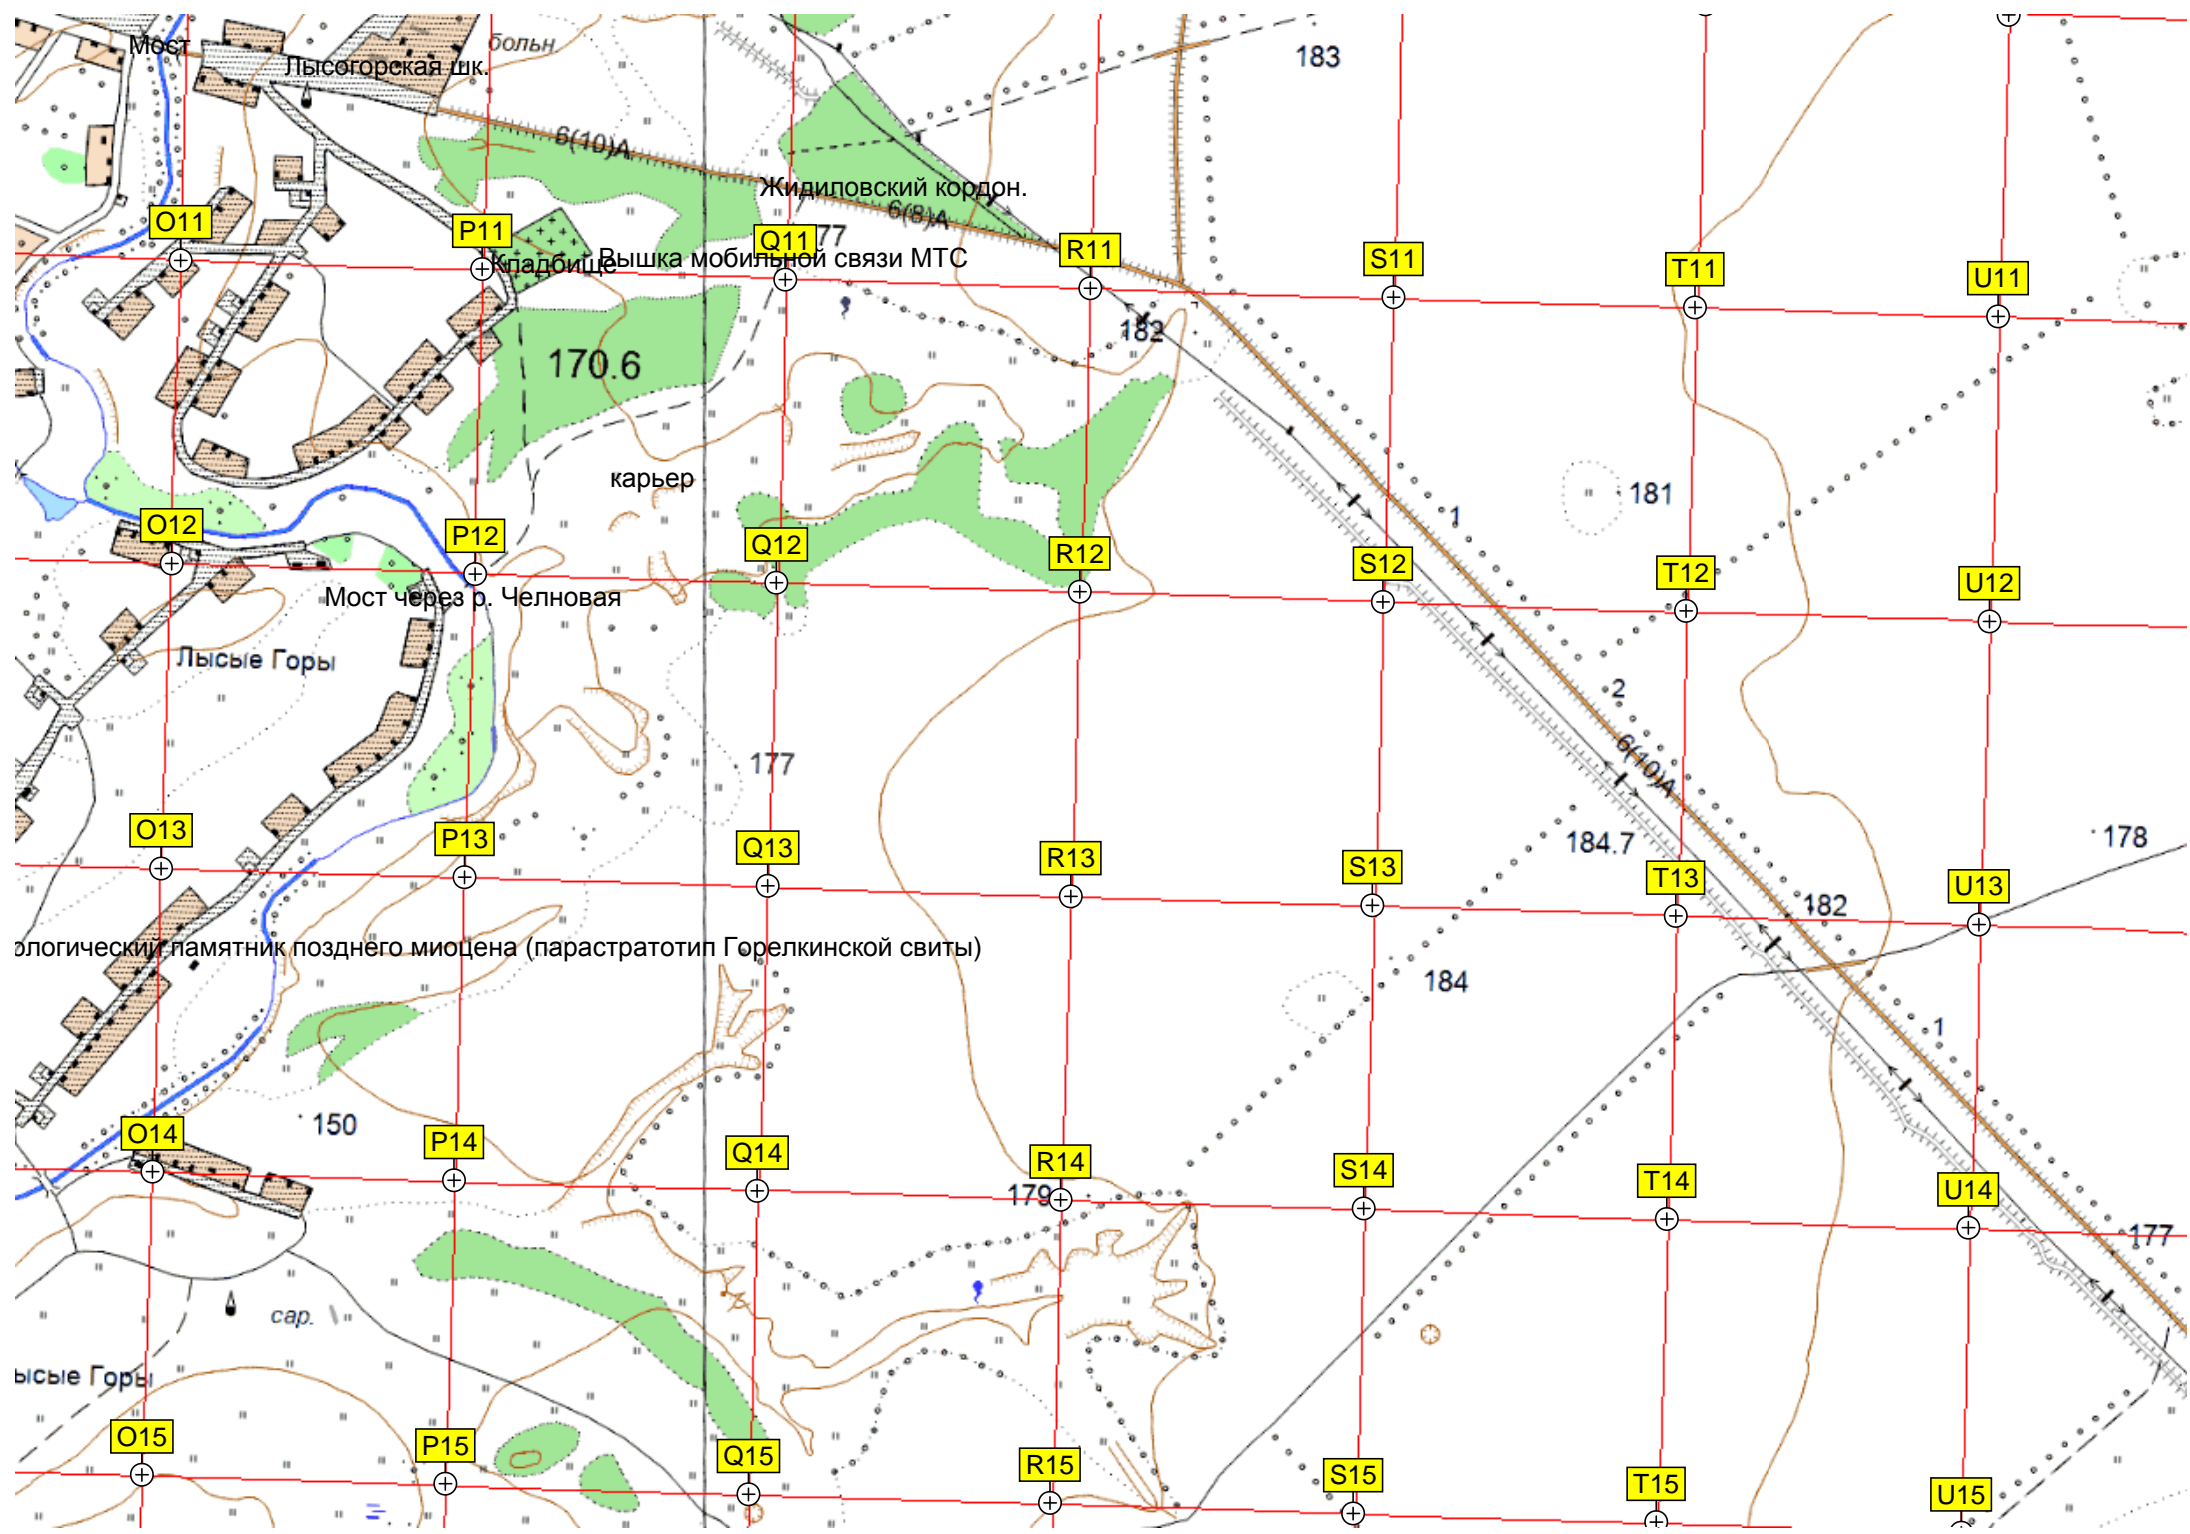 Мост
больн.
183
Лысогорская шк.
6(10)А
Жидиловский кордон.
6(8)А
O11
P11
Q11
77
R11
S11
T11
U11
Кладбище
Вышка мобильной связи МТС
182
170.6
карьер
181
1
O12
P12
Q12
R12
S12
T12
U12
Мост через р. Челновая
Лысые Горы
2
177
6(10)А
O13
P13
Q13
R13
S13
184.7
T13
U13
178
182
ологический памятник позднего миоцена (парастратотип Горелкинской свиты)
184
1
150
O14
P14
Q14
R14
S14
T14
U14
179
177
сар.
ысые Горы
O15
P15
Q15
R15
S15
T15
U15